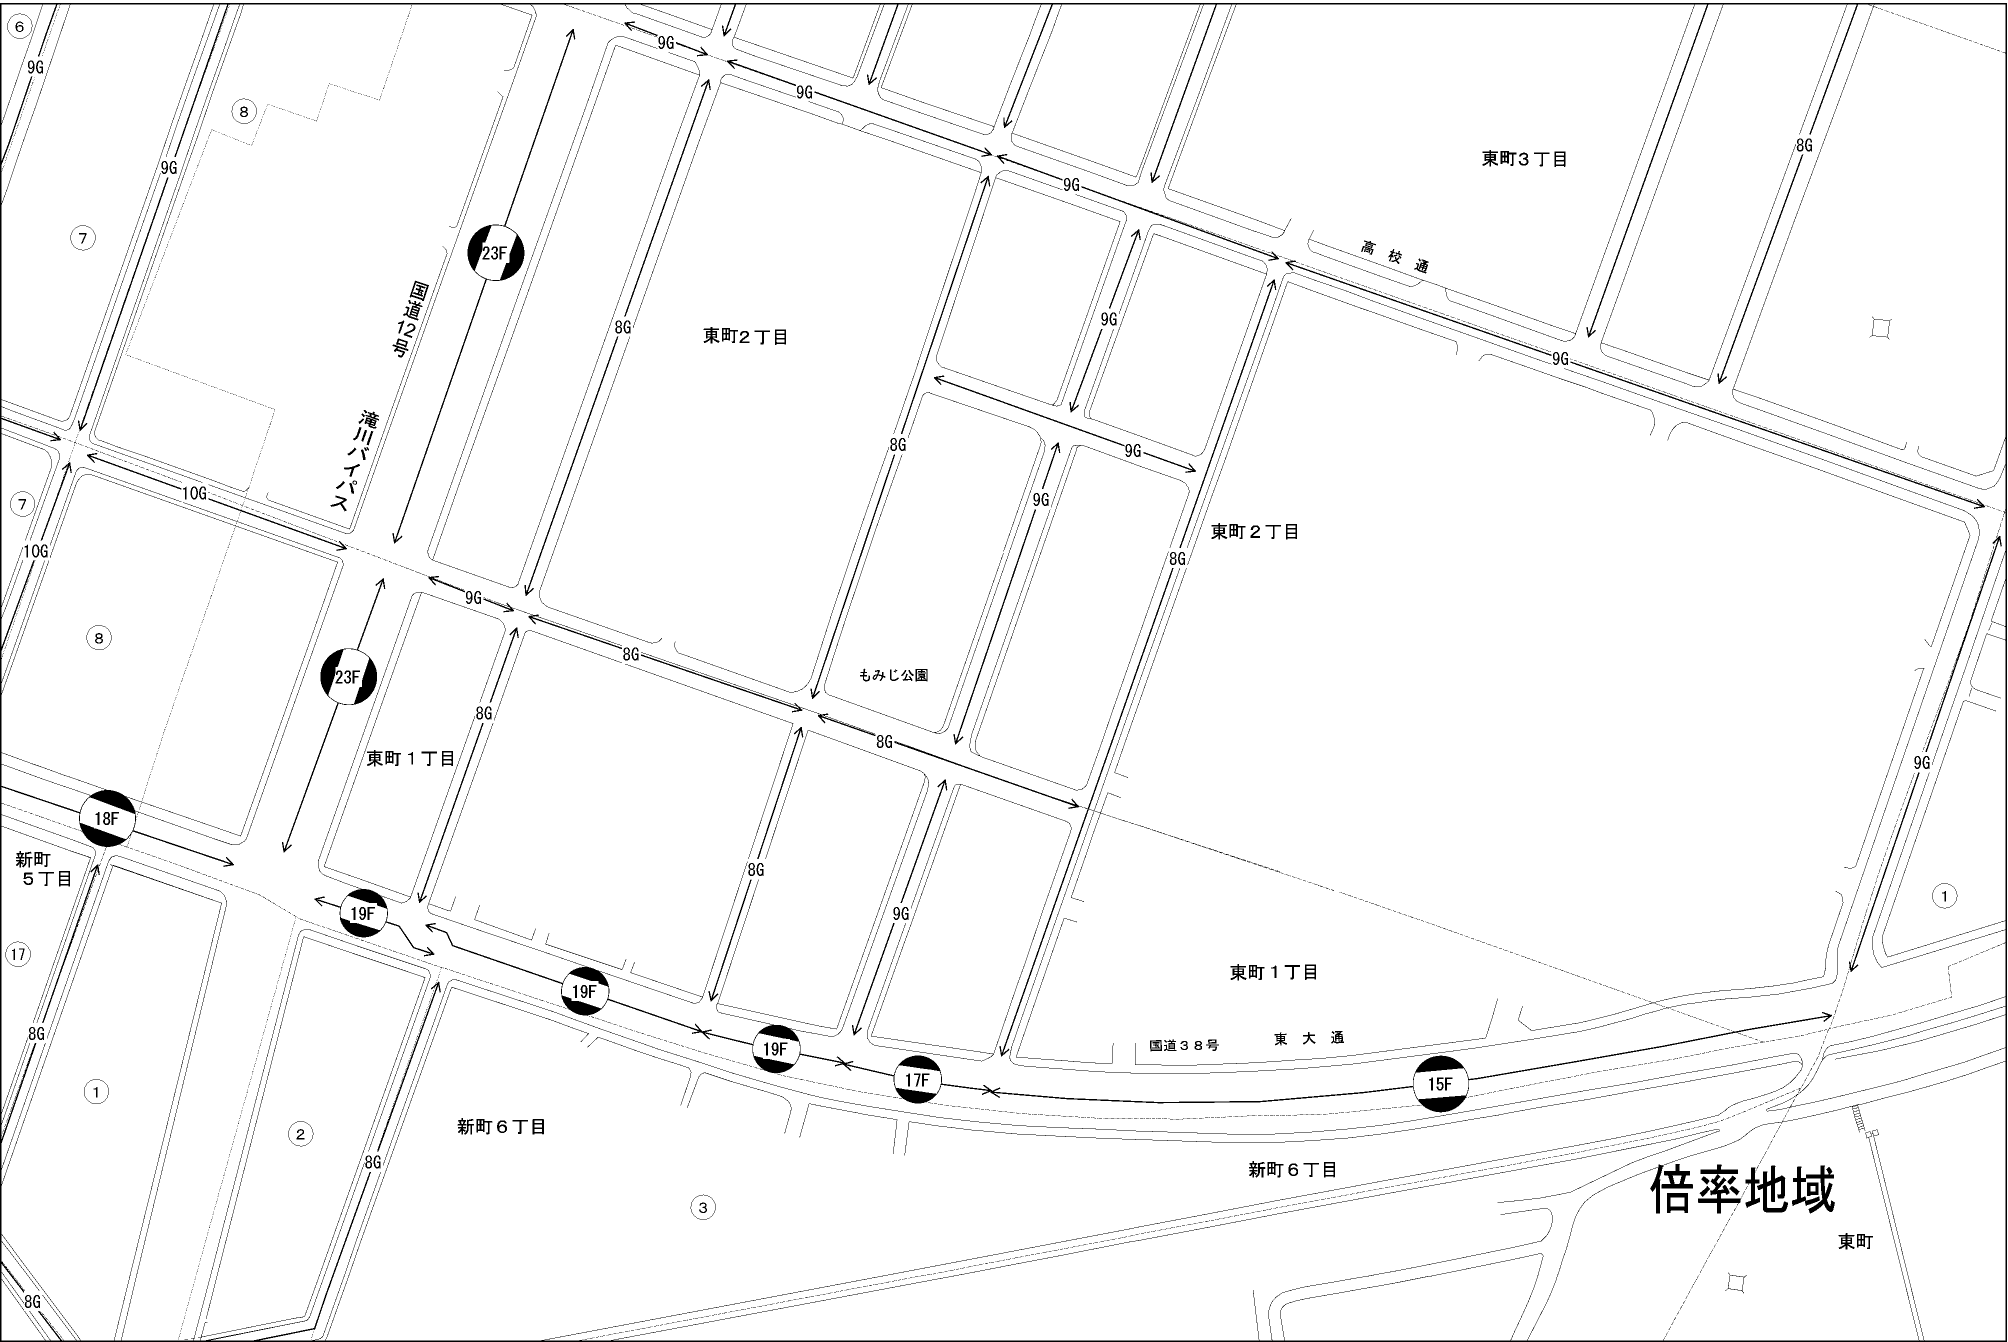 6
9G
9G
9G
8
9G
9G
8G
東町3丁目
9G
9G
7
23F
高校通
国道12号
8G
東町2丁目
9G
9G
滝川バイパス
8G
9G
10G
7
9G
10G
東町2丁目
8G
9G
8
8G
23F
もみじ公園
8G
8G
東町1丁目
9G
18F
新町
5丁目
8G
1
19F
9G
17
19F
東町1丁目
8G
19F
国道38号
東大通
17F
15F
1
新町6丁目
2
8G
新町6丁目
倍率地域
3
東町
8G